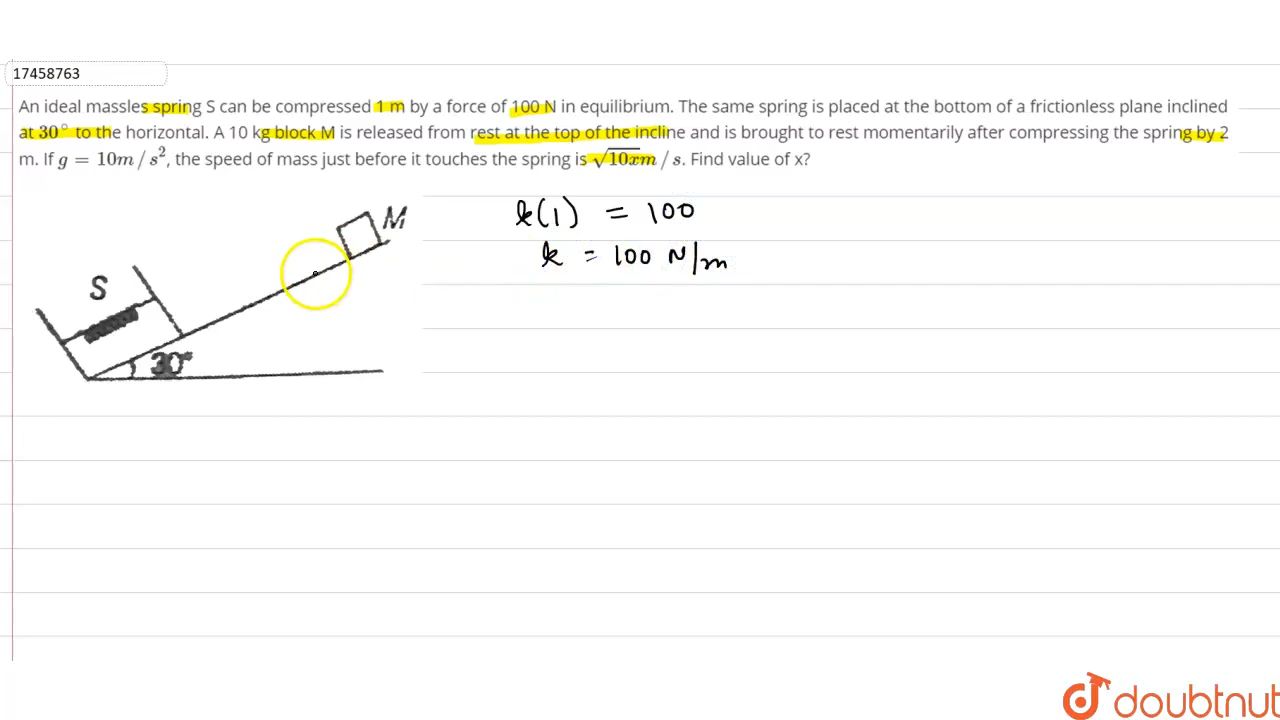 17458763
An ideal massles spring S can be compressed 1 m by a force of 100 N in equilibrium. The same spring is placed at the bottom of a frictionless plane inclined
at 30° to the horizontal. A 10 kg block M is released from rest at the top of the incline and is brought to rest momentarily after compressing the spring by 2
m. If g = 10m/s², the speed of mass just before it touches the spring is √10xm/s. Find value of x?
k(1) = 100
k = 100 N/m
M
S
30°
doubtnut